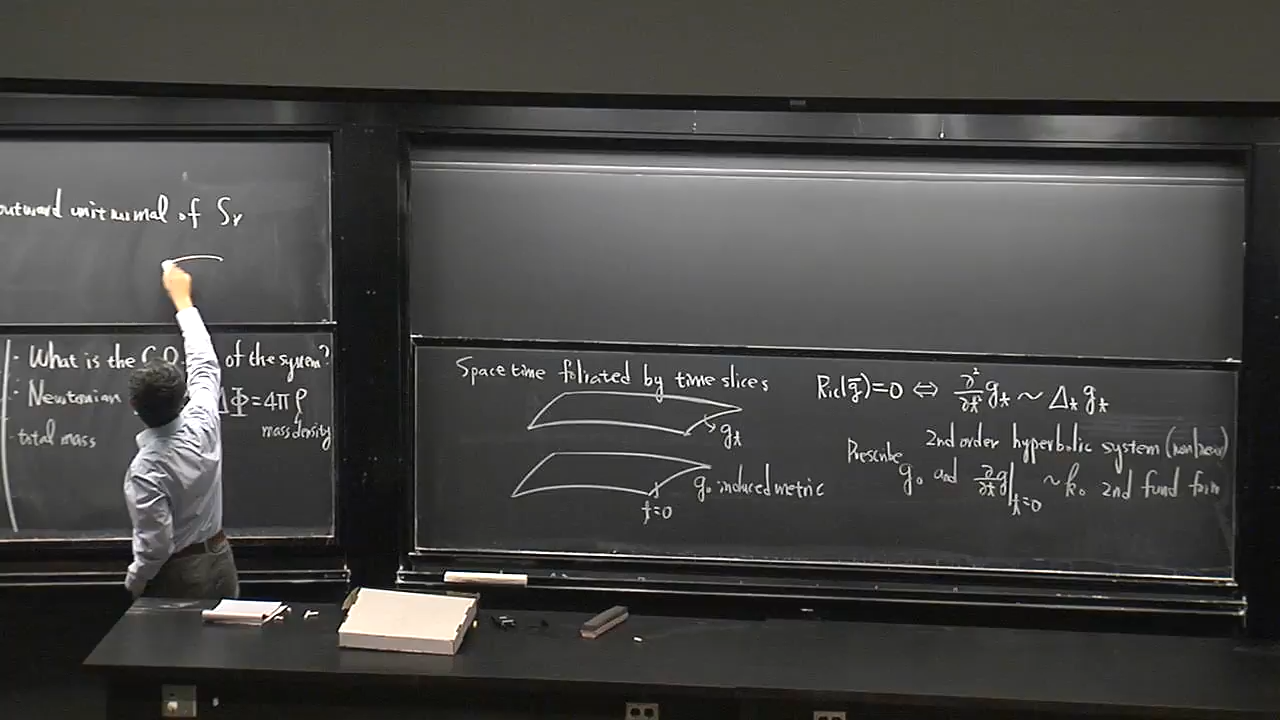 outward unit normal of Sᵣ
· What is the C.O. of the system?
· Newtonian ΔΦ=4πρ
mass density
· total mass
Spacetime foliated by time slices
gₜ
g₀ induced metric
t=0
Ric(ḡ)=0 ⇔ ∂²/∂t² gₜ ~ Δₜ gₜ
2nd order hyperbolic system (nonlinear)
Prescribe g₀ and ∂/∂t g|ₜ₌₀ ~ k₀ 2nd fund form